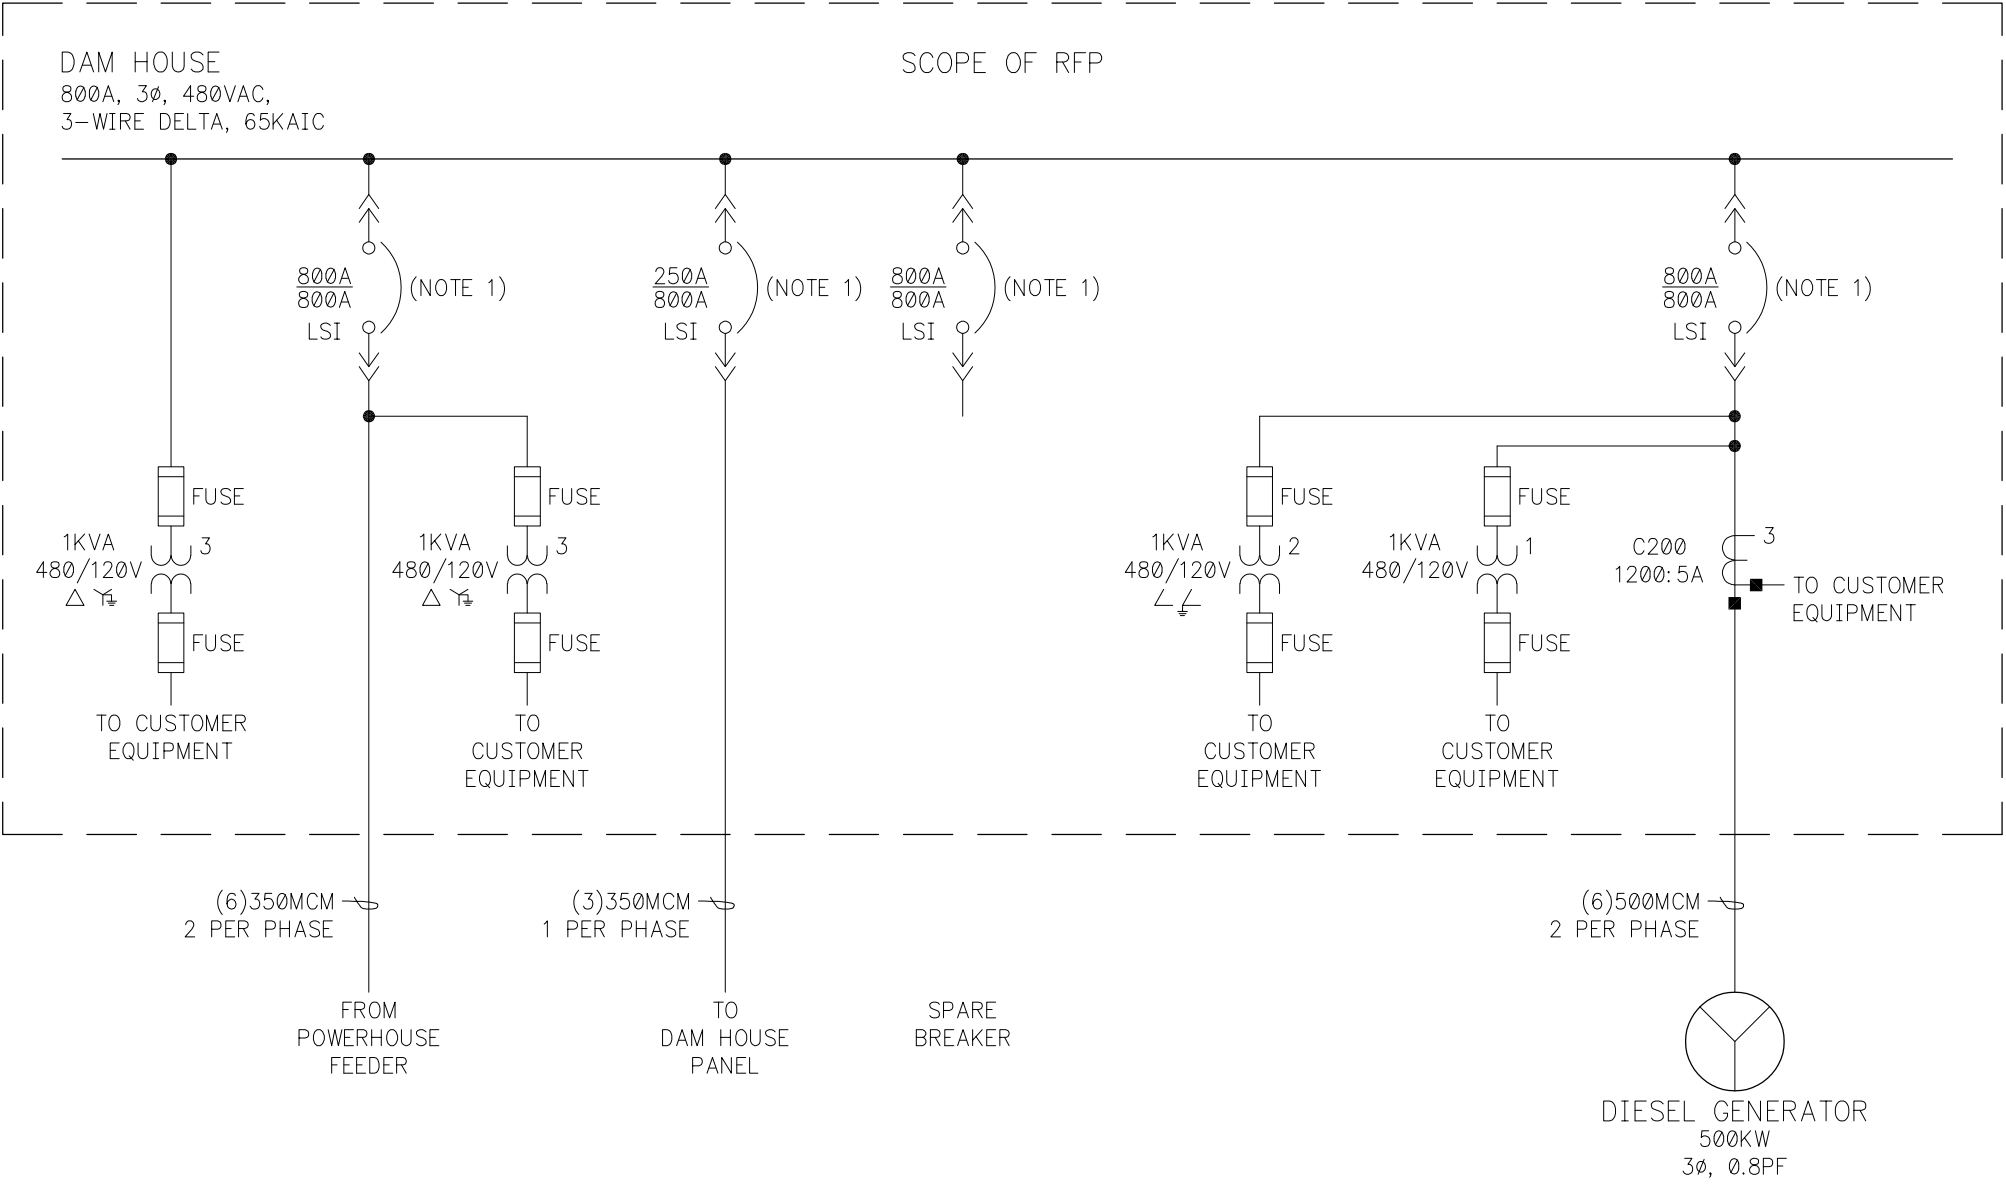 DAM HOUSE
800A, 3ø, 480VAC,
3-WIRE DELTA, 65KAIC
SCOPE OF RFP
800A
800A
LSI
(NOTE 1)
250A
800A
LSI
(NOTE 1)
800A
800A
LSI
(NOTE 1)
800A
800A
LSI
(NOTE 1)
FUSE
1KVA
480/120V
3
FUSE
TO CUSTOMER
EQUIPMENT
FUSE
1KVA
480/120V
3
FUSE
TO
CUSTOMER
EQUIPMENT
FUSE
1KVA
480/120V
2
FUSE
TO
CUSTOMER
EQUIPMENT
FUSE
1KVA
480/120V
1
FUSE
TO
CUSTOMER
EQUIPMENT
C200
1200:5A
3
TO CUSTOMER
EQUIPMENT
(6)350MCM
2 PER PHASE
(3)350MCM
1 PER PHASE
(6)500MCM
2 PER PHASE
FROM
POWERHOUSE
FEEDER
TO
DAM HOUSE
PANEL
SPARE
BREAKER
DIESEL GENERATOR
500KW
3ø, 0.8PF